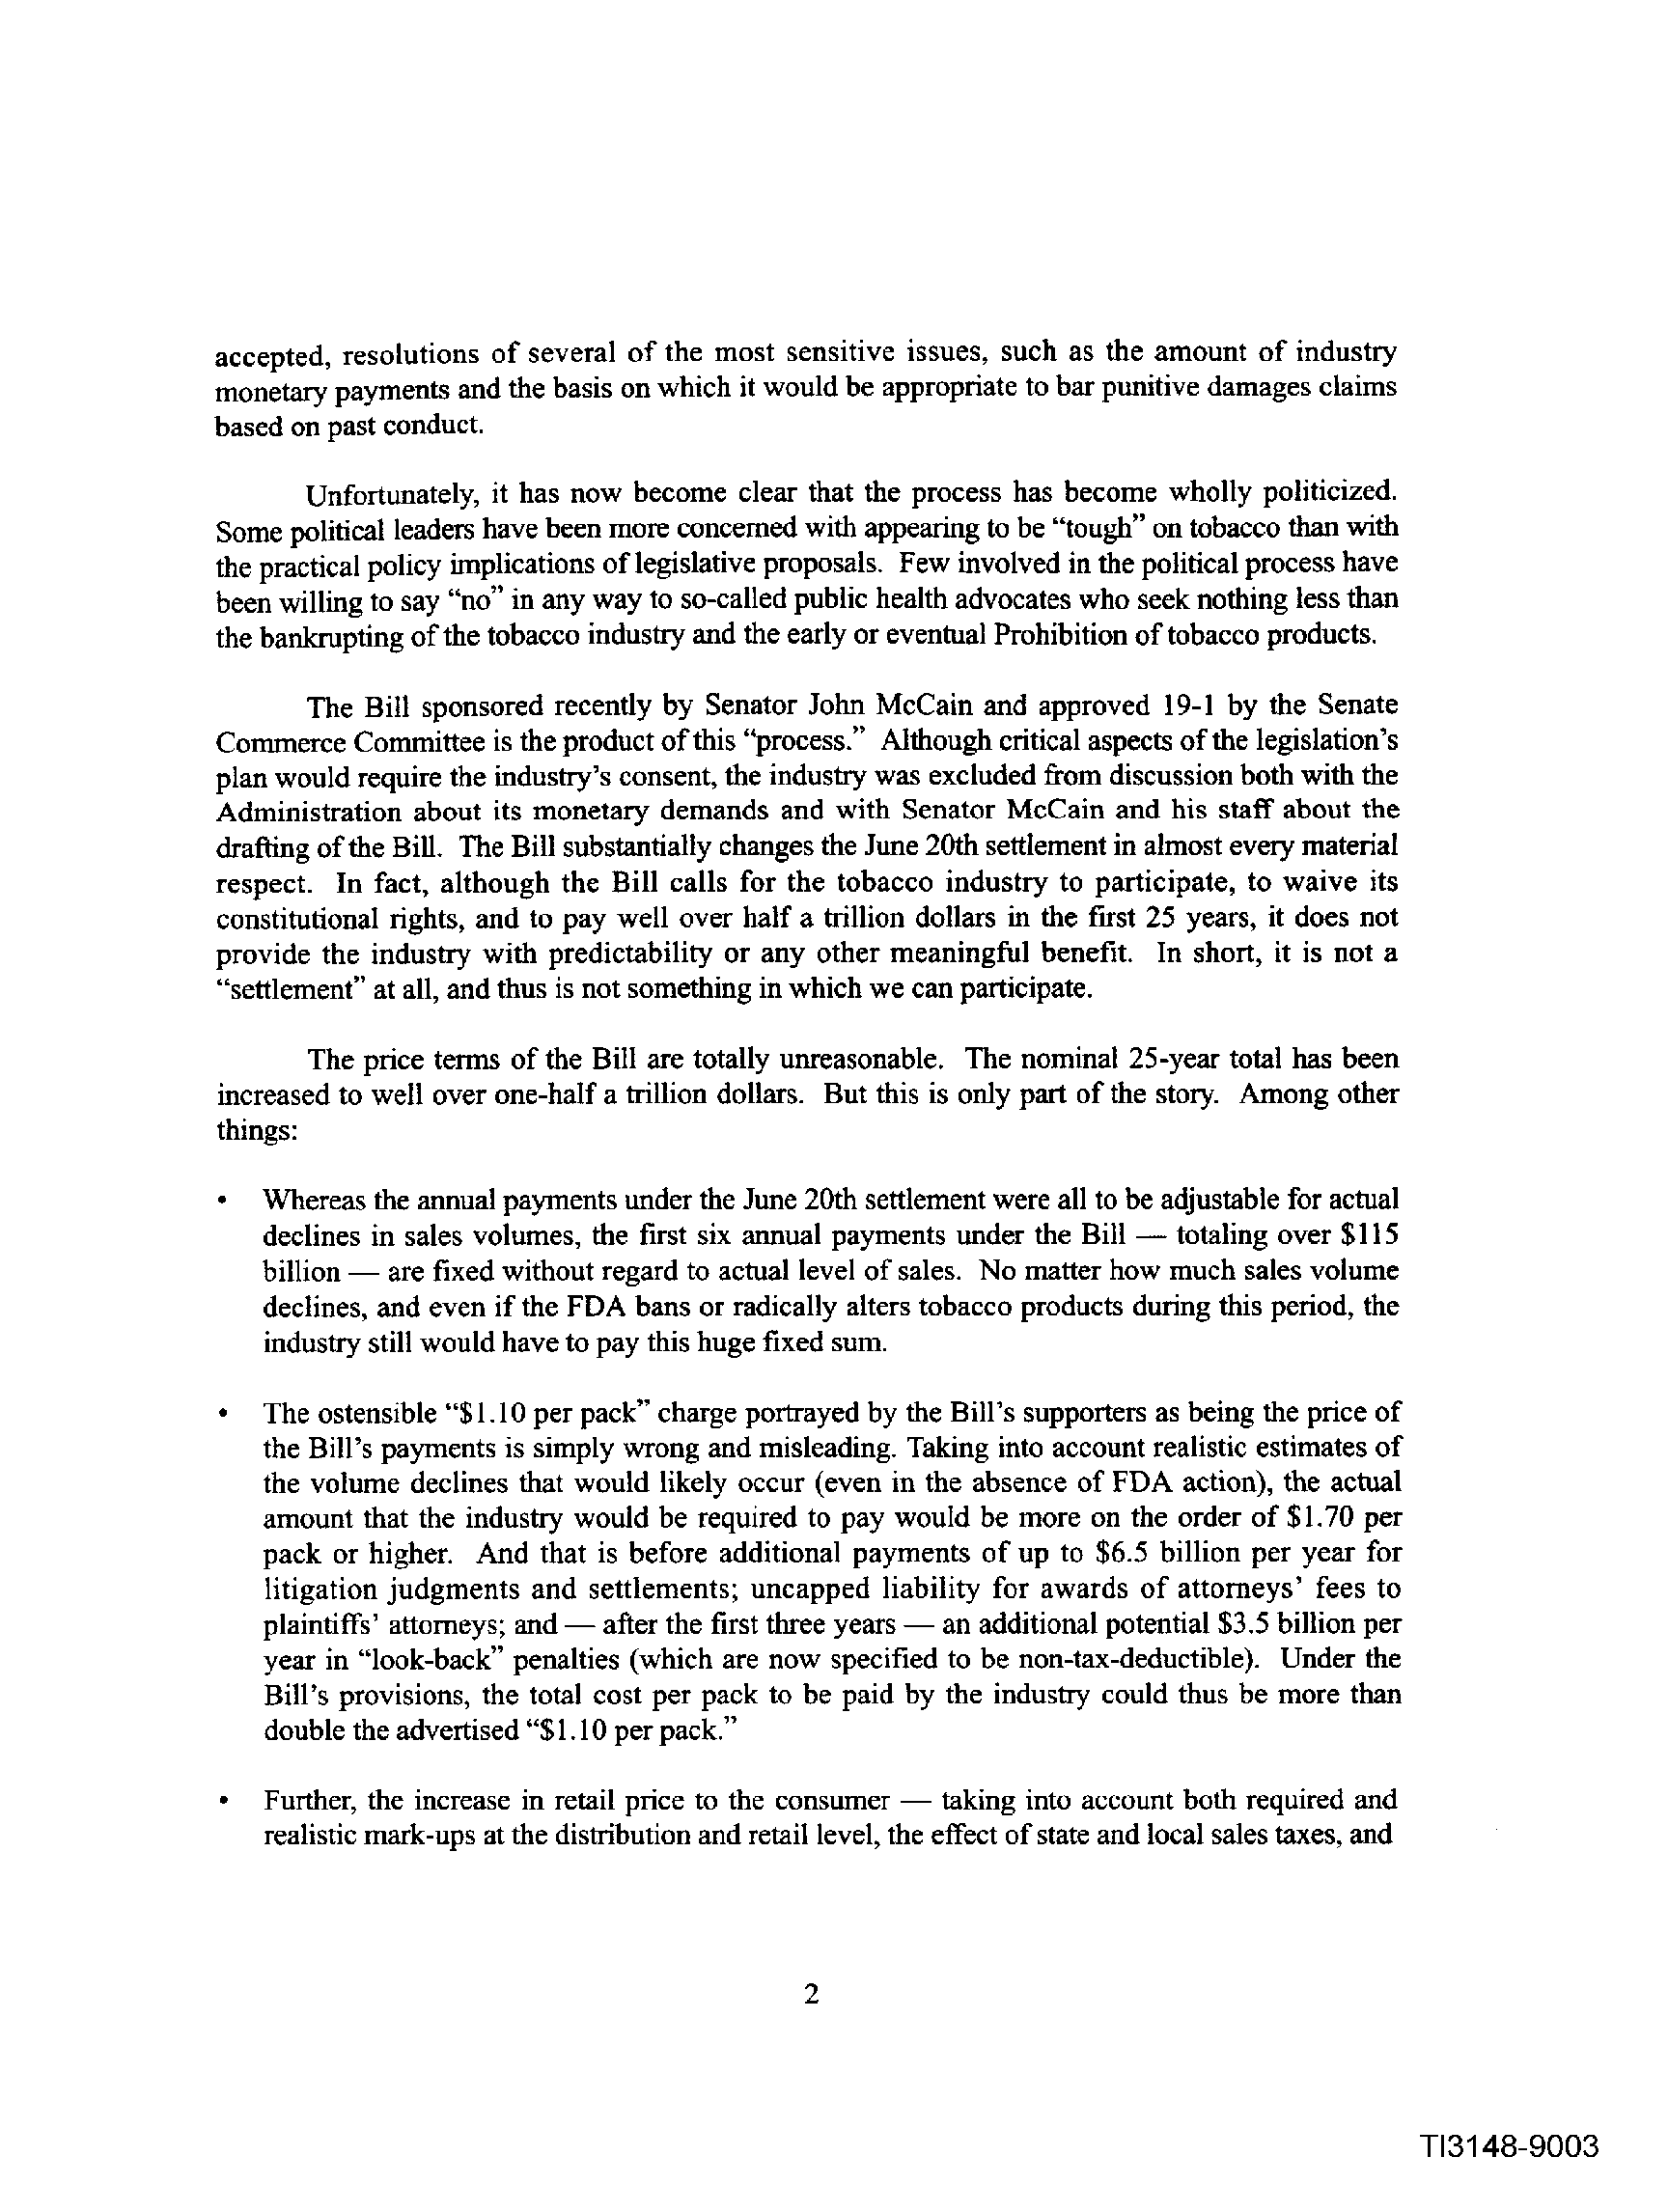 accepted, resolutions of several of the most sensitive issues, such as the amount of industry
monetary payments and the basis on which it would be appropriate to bar punitive damages claims
based on past conduct.
Unfortunately, it has now become clear that the process has become wholly politicized.
Some political leaders have been more concerned with appearing to be “tough” on tobacco than with
the practical policy implications of legislative proposals. Few involved in the political process have
been willing to say “no” in any way to so-called public health advocates who seek nothing less than
the bankrupting of the tobacco industry and the early or eventual Prohibition of tobacco products.
The Bill sponsored recently by Senator John McCain and approved 19-1 by the Senate
Commerce Committee is the product of this “process.” Although critical aspects of the legislation’s
plan would require the industry’s consent, the industry was excluded from discussion both with the
Administration about its monetary demands and with Senator McCain and his staff about the
drafting of the Bill. The Bill substantially changes the June 20th settlement in almost every material
respect. In fact, although the Bill calls for the tobacco industry to participate, to waive its
constitutional rights, and to pay well over half a trillion dollars in the first 25 years, it does not
provide the industry with predictability or any other meaningful benefit. In short, it is not a
“settlement” at all, and thus is not something in which we can participate.
The price terms of the Bill are totally unreasonable. The nominal 25-year total has been
increased to well over one-half a trillion dollars. But this is only part of the story. Among other
things:
• Whereas the annual payments under the June 20th settlement were all to be adjustable for actual
declines in sales volumes, the first six annual payments under the Bill — totaling over $115
billion — are fixed without regard to actual level of sales. No matter how much sales volume
declines, and even if the FDA bans or radically alters tobacco products during this period, the
industry still would have to pay this huge fixed sum.
• The ostensible “$1.10 per pack” charge portrayed by the Bill’s supporters as being the price of
the Bill’s payments is simply wrong and misleading. Taking into account realistic estimates of
the volume declines that would likely occur (even in the absence of FDA action), the actual
amount that the industry would be required to pay would be more on the order of $1.70 per
pack or higher. And that is before additional payments of up to $6.5 billion per year for
litigation judgments and settlements; uncapped liability for awards of attorneys’ fees to
plaintiffs’ attorneys; and — after the first three years — an additional potential $3.5 billion per
year in “look-back” penalties (which are now specified to be non-tax-deductible). Under the
Bill’s provisions, the total cost per pack to be paid by the industry could thus be more than
double the advertised “$1.10 per pack.”
• Further, the increase in retail price to the consumer — taking into account both required and
realistic mark-ups at the distribution and retail level, the effect of state and local sales taxes, and
2
TI3148-9003